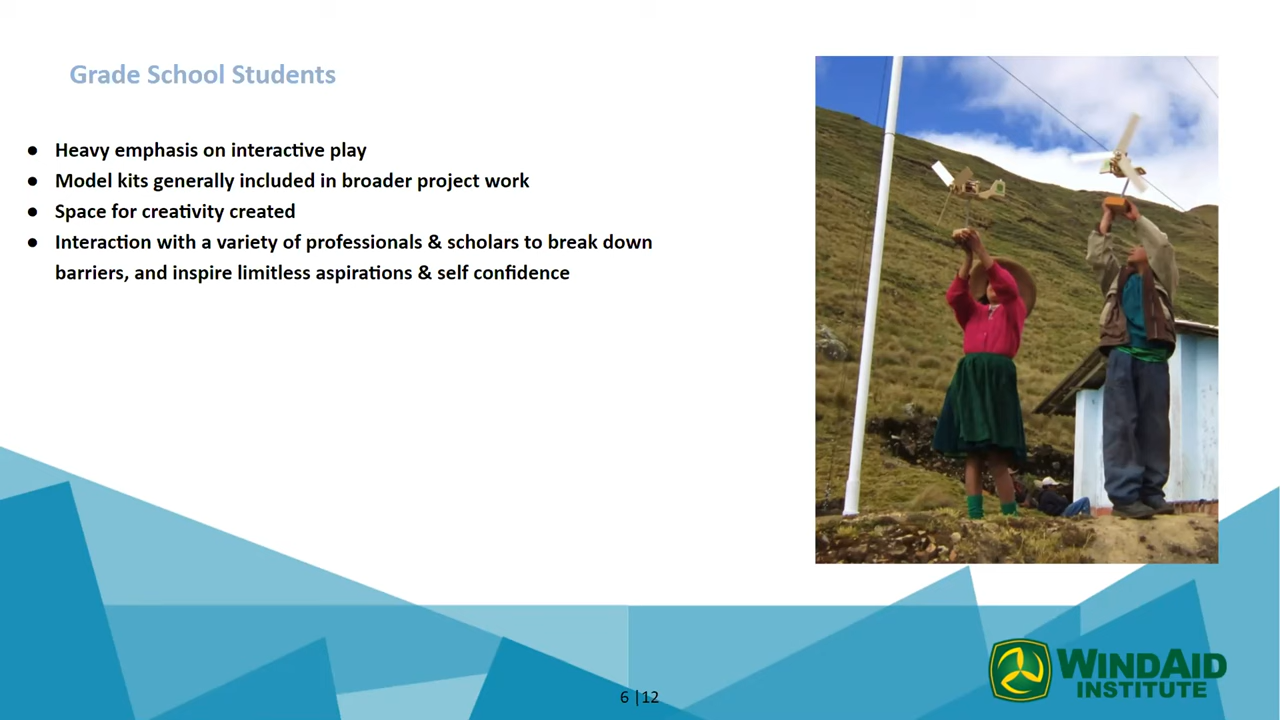 Grade School Students
● Heavy emphasis on interactive play
● Model kits generally included in broader project work
● Space for creativity created
● Interaction with a variety of professionals & scholars to break down
barriers, and inspire limitless aspirations & self confidence
WINDAID
INSTITUTE
6 |12